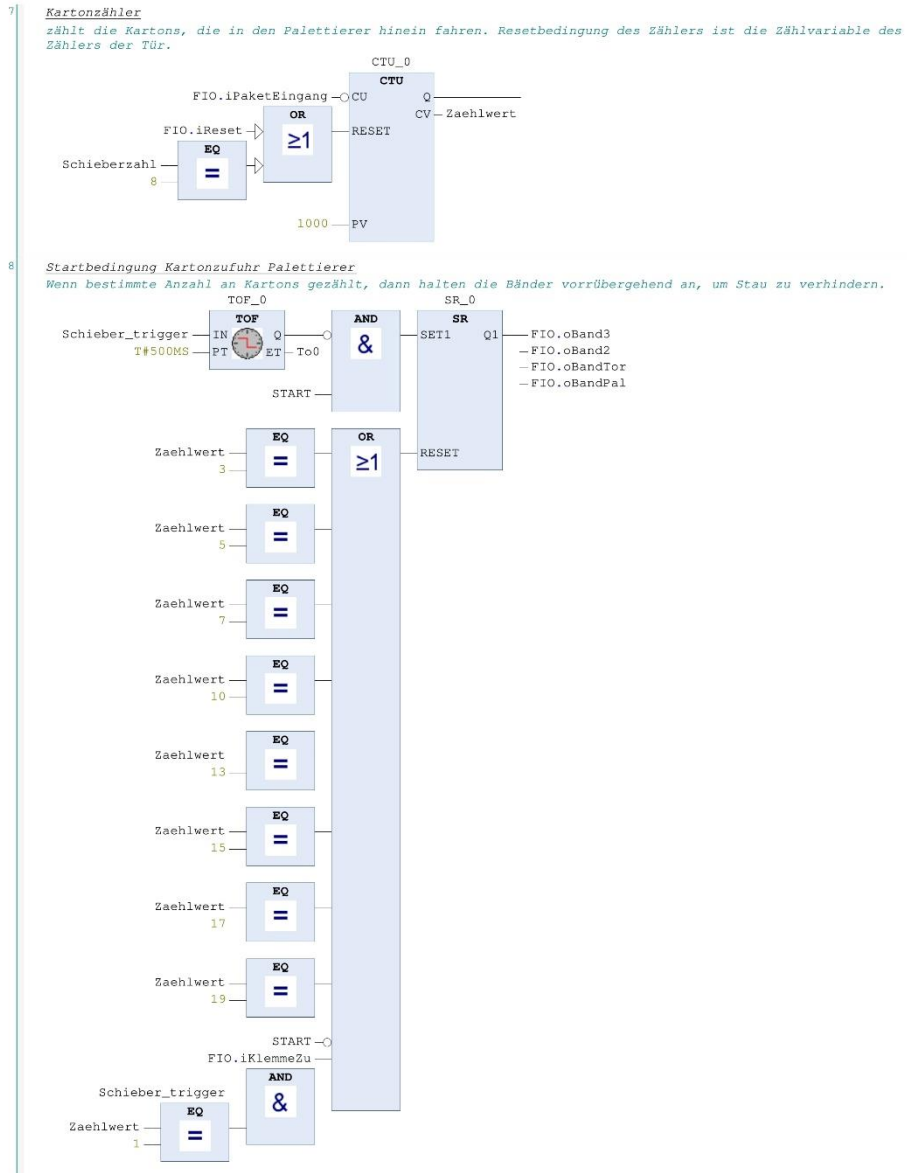 7
Kartonzähler
zählt die Kartons, die in den Palettierer hinein fahren. Resetbedingung des Zählers ist die Zählvariable des
Zählers der Tür.
CTU_0
CTU
FIO.iPaketEingang CU Q
CV Zaehlwert
OR
FIO.iReset ≥1 RESET
EQ
Schieberzahl =
8
1000 PV
8
Startbedingung Kartonzufuhr Palettierer
Wenn bestimmte Anzahl an Kartons gezählt, dann halten die Bänder vorrübergehend an, um Stau zu verhindern.
TOF_0 SR_0
TOF AND SR
Schieber_trigger IN Q & SET1 Q1 FIO.oBand3
T#500MS PT ET To0 FIO.oBand2
FIO.oBandTor
FIO.oBandPal
START
EQ OR
Zaehlwert = ≥1 RESET
3
EQ
Zaehlwert =
5
EQ
Zaehlwert =
7
EQ
Zaehlwert =
10
EQ
Zaehlwert =
13
EQ
Zaehlwert =
15
EQ
Zaehlwert =
17
EQ
Zaehlwert =
19
START
FIO.iKlemmeZu
AND
Schieber_trigger &
EQ
Zaehlwert =
1